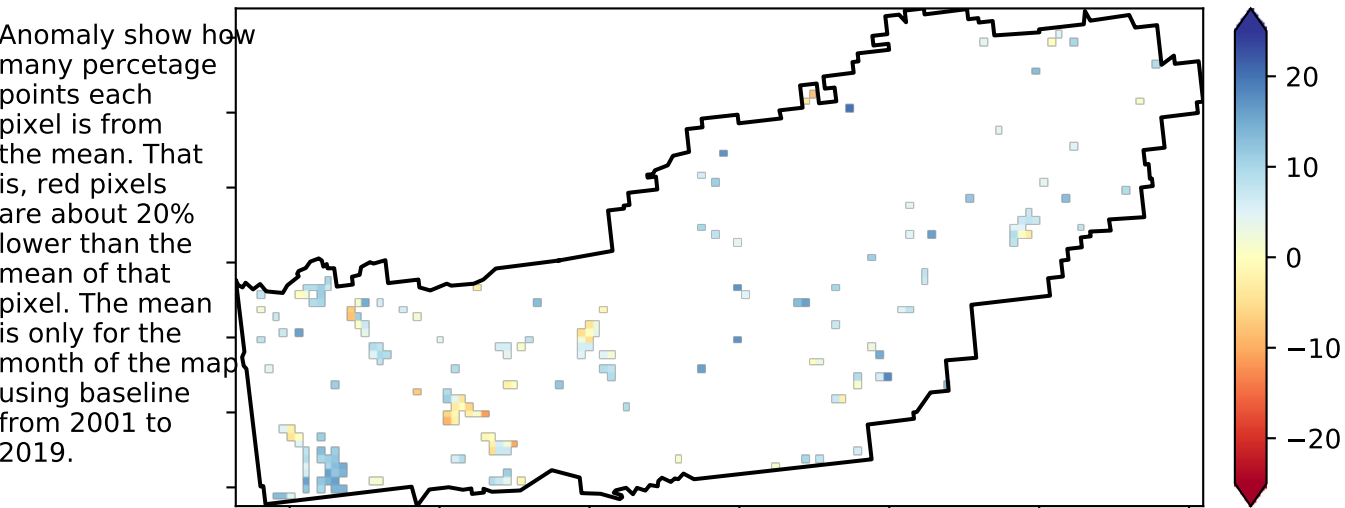 Anomaly show how
many percetage
points each
pixel is from
the mean. That
is, red pixels
are about 20%
lower than the
mean of that
pixel. The mean
is only for the
month of the map
using baseline
from 2001 to
2019.
20
10
0
−10
−20